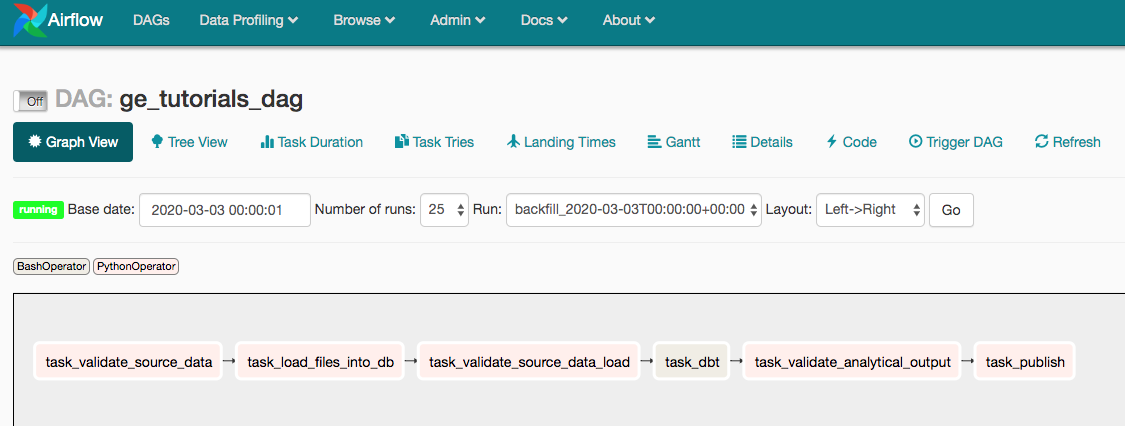 Airflow DAGs Data Profiling Browse Admin Docs About
Off DAG: ge_tutorials_dag
Graph View Tree View Task Duration Task Tries Landing Times Gantt Details Code Trigger DAG Refresh
running Base date: 2020-03-03 00:00:01 Number of runs: 25 Run: backfill_2020-03-03T00:00:00+00:00 Layout: Left->Right Go
BashOperator PythonOperator
task_validate_source_data task_load_files_into_db task_validate_source_data_load task_dbt task_validate_analytical_output task_publish